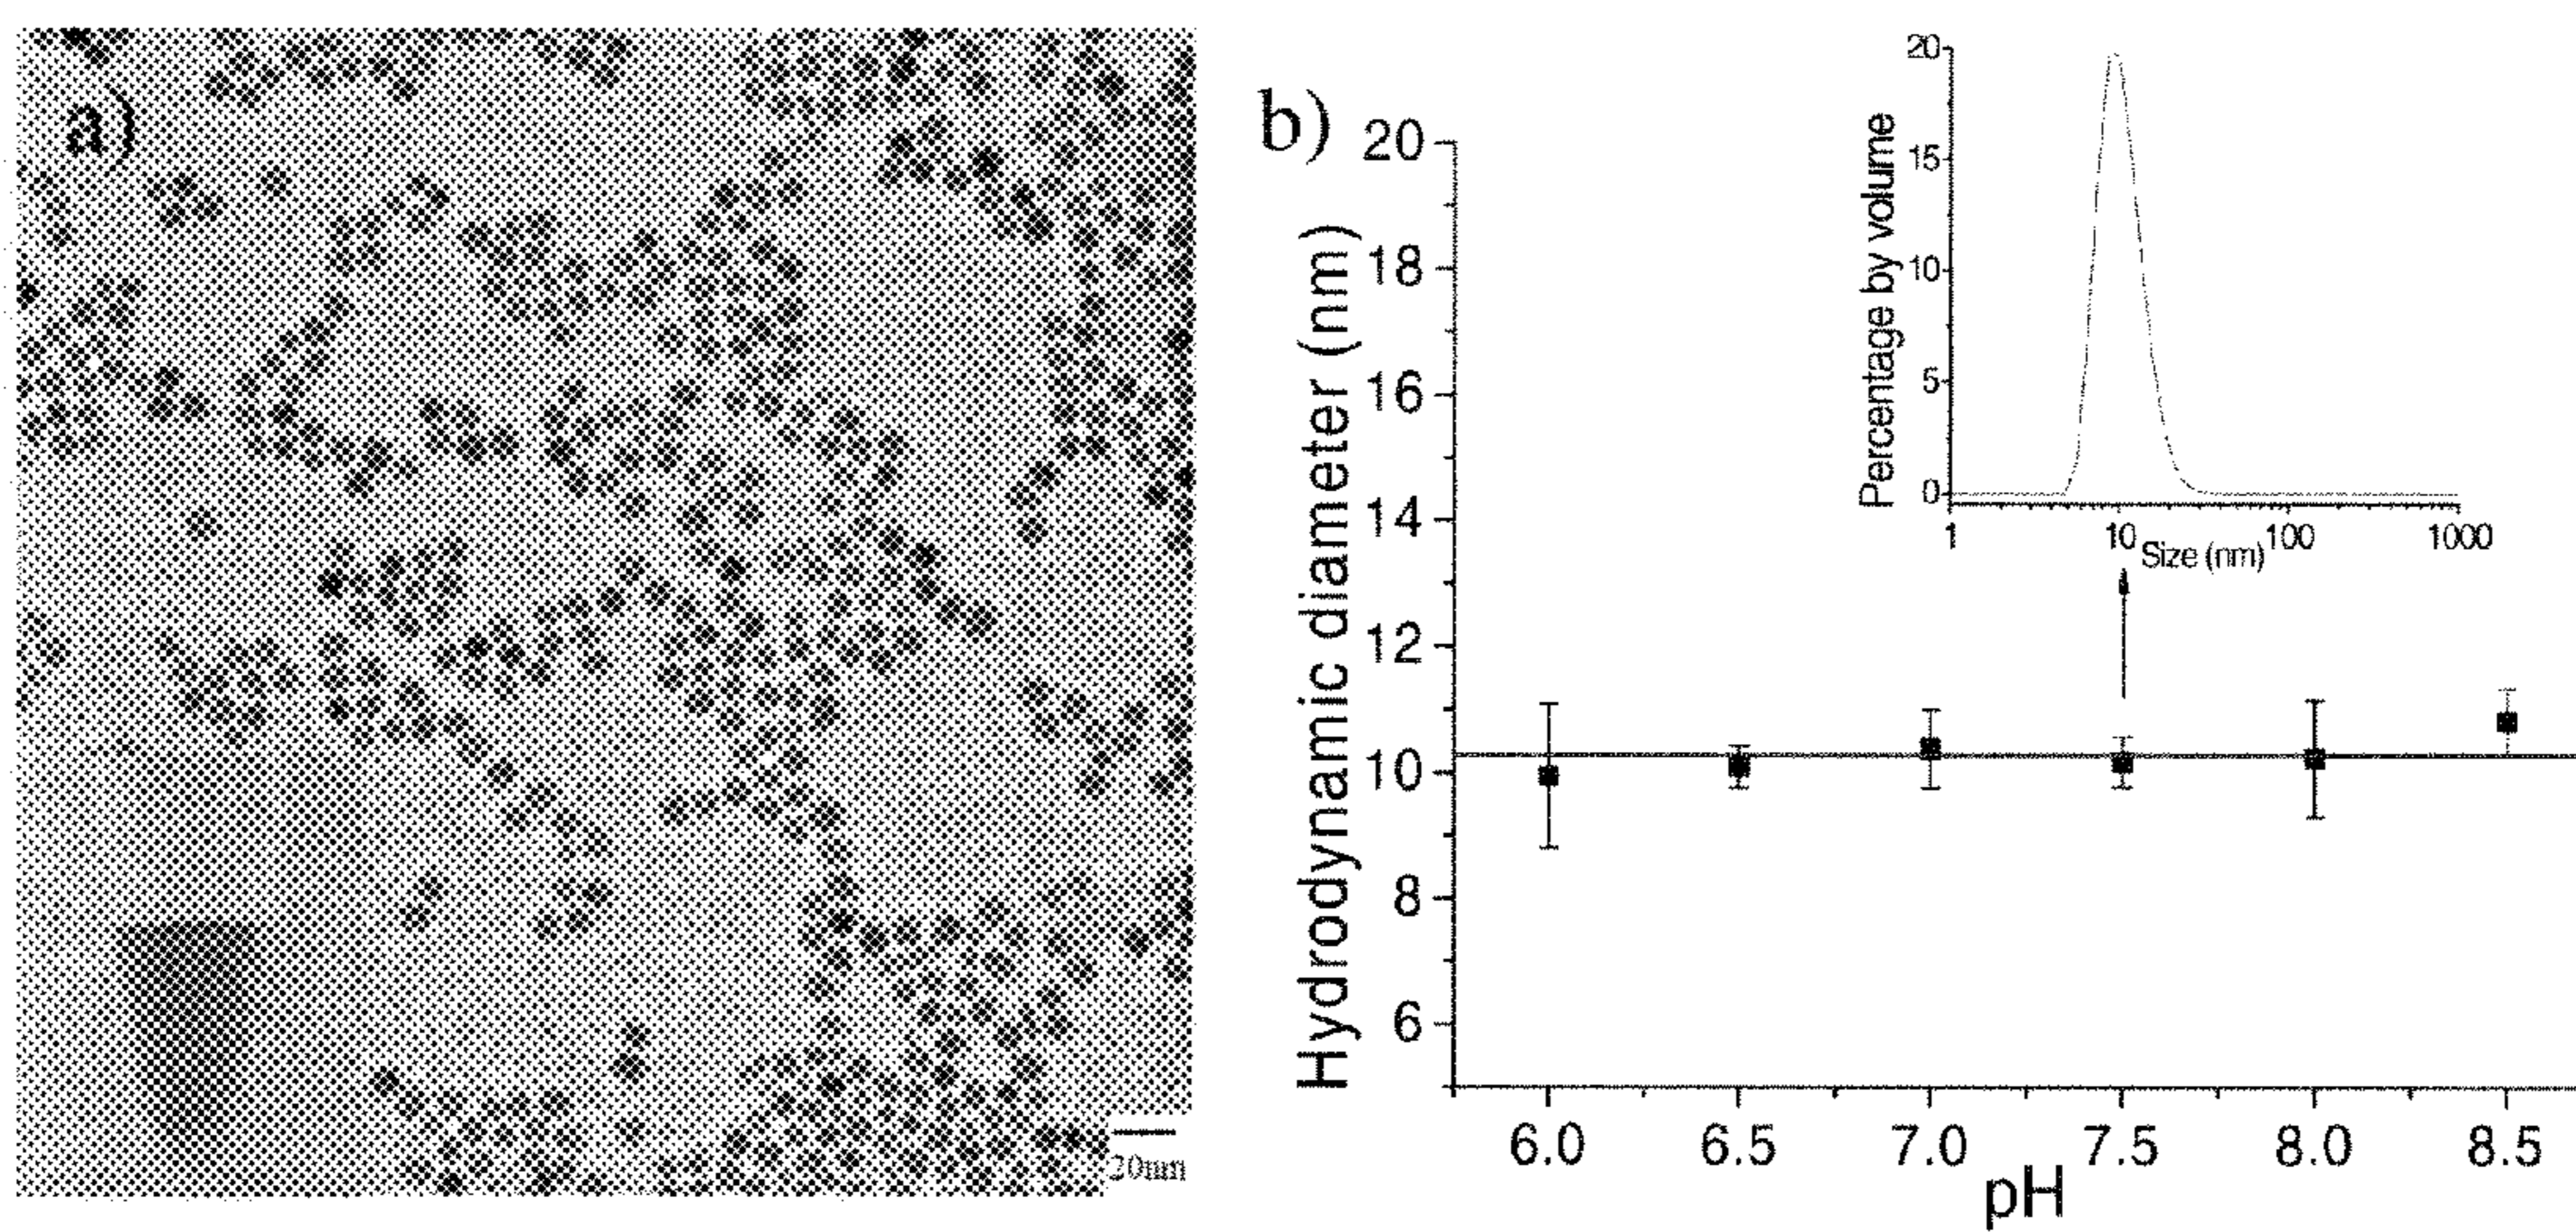 a)
20nm
b)
Hydrodynamic diameter (nm)
20
18
16
14
12
10
8
6
6.0 6.5 7.0 7.5 8.0 8.5
pH
Percentage by volume
20
15
10
5
0
1 10 100 1000
Size (nm)